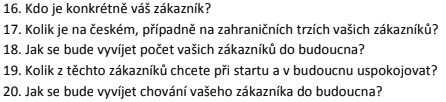 16. Kdo je konkrétně váš zákazník?
17. Kolik je na českém, případně na zahraničních trzích vašich zákazníků?
18. Jak se bude vyvíjet počet vašich zákazníků do budoucna?
19. Kolik z těchto zákazníků chcete při startu a v budoucnu uspokojovat?
20. Jak se bude vyvíjet chování vašeho zákazníka do budoucna?